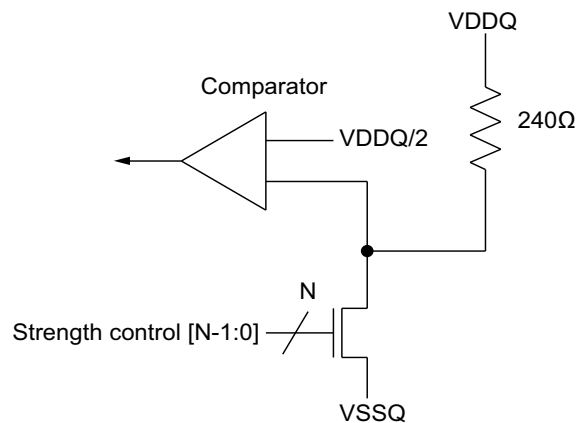 VDDQ
Comparator
VDDQ/2
240Ω
N
Strength control [N-1:0]
VSSQ